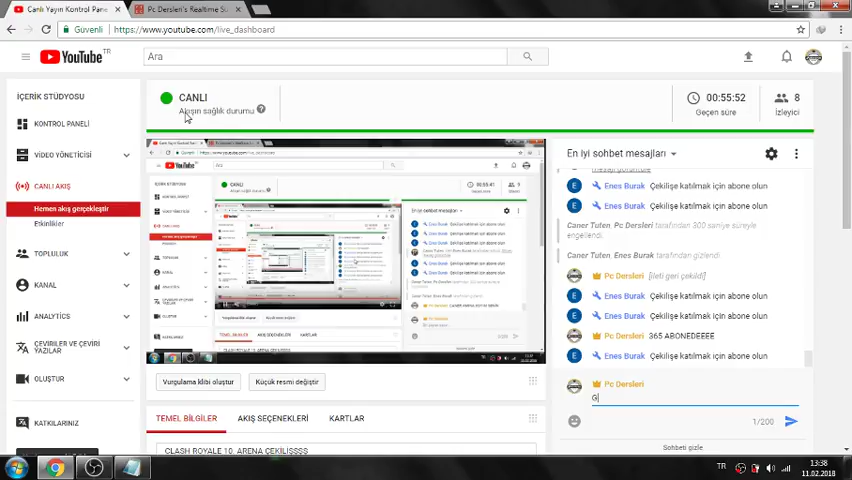 Canlı Yayın Kontrol Pane
Pc Dersleri's Realtime Su
Güvenli
https://www.youtube.com/live_dashboard
YouTube TR
Ara
İÇERİK STÜDYOSU
KONTROL PANELİ
VİDEO YÖNETİCİSİ
CANLI AKIŞ
Hemen akış gerçekleştir
Etkinlikler
TOPLULUK
KANAL
ANALYTICS
ÇEVİRİLER VE ÇEVİRİ
YAZILAR
OLUŞTUR
KATKILARINIZ
CANLI
Akışın sağlık durumu
00:55:52
Geçen süre
8
İzleyici
CANLI
00:55:41
Vurgulama klibi oluştur
Küçük resmi değiştir
TEMEL BİLGİLER
AKIŞ SEÇENEKLERİ
KARTLAR
CLASH ROYALE 10. ARENA ÇEKİLİŞSSS
En iyi sohbet mesajları
mesajı görüntüle
Enes Burak Çekilişe katılmak için abone olun
Enes Burak Çekilişe katılmak için abone olun
Caner Tuten Pc Dersleri tarafından 300 saniye süreyle
engellendi.
Caner Tuten Enes Burak tarafından gizlendi
Pc Dersleri [ileti geri çekildi]
Enes Burak Çekilişe katılmak için abone olun
Enes Burak Çekilişe katılmak için abone olun
Pc Dersleri 365 ABONEDEEEE
Enes Burak Çekilişe katılmak için abone olun
Pc Dersleri
G
1/200
Sohbeti gizle
TR
13:38
11.02.2018